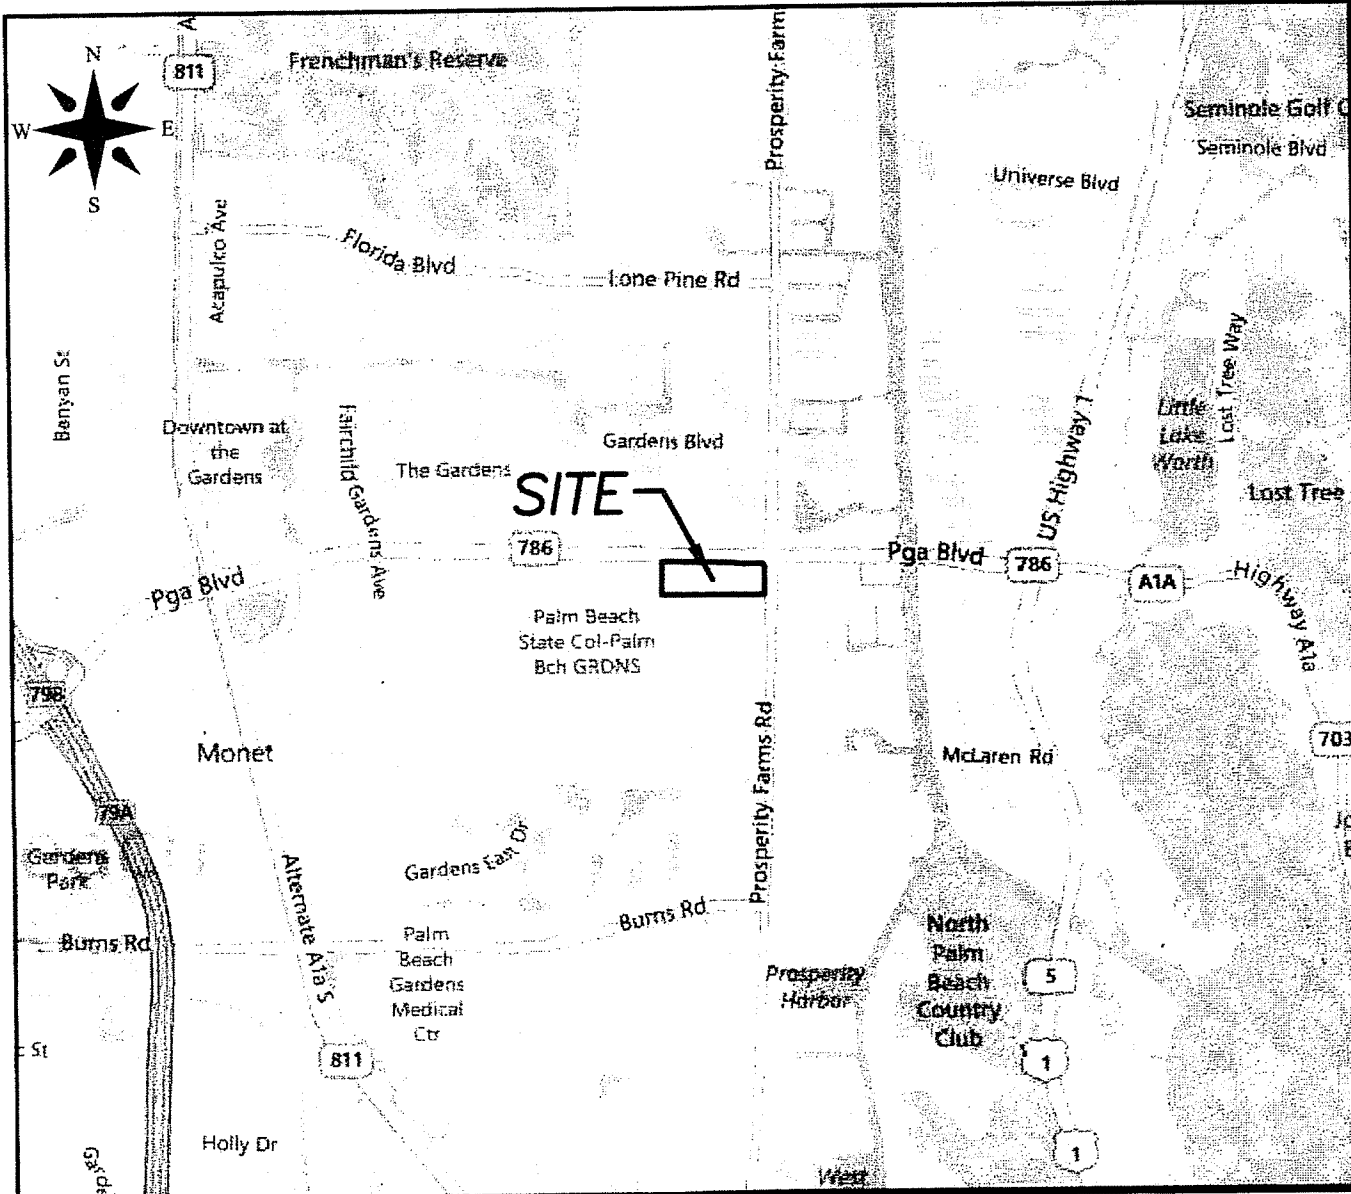 A
N
W
E
S
811
Frenchman's Reserve
Prosperity Farm
Seminole Golf C
Seminole Blvd
Universe Blvd
Acapulco Ave
Florida Blvd
Lone Pine Rd
Banyan St
Downtown at
the
Gardens
Fairchild Gardens Ave
The Gardens
Gardens Blvd
SITE
US Highway 1
Little
Lake
Worth
Lost Tree Way
Lost Tree
786
Pga Blvd
786
A1A
Highway A1a
Pga Blvd
Palm Beach
State Col-Palm
Bch GRDNS
79B
Monet
Prosperity Farms Rd
McLaren Rd
703
79A
Gardens
Park
Alternate A1a S
Gardens East Dr
Burns Rd
Burns Rd
Palm
Beach
Gardens
Medical
Ctr
Prosperity
Harbor
North
Palm
Beach
Country
Club
5
1
1
St
811
Holly Dr
West